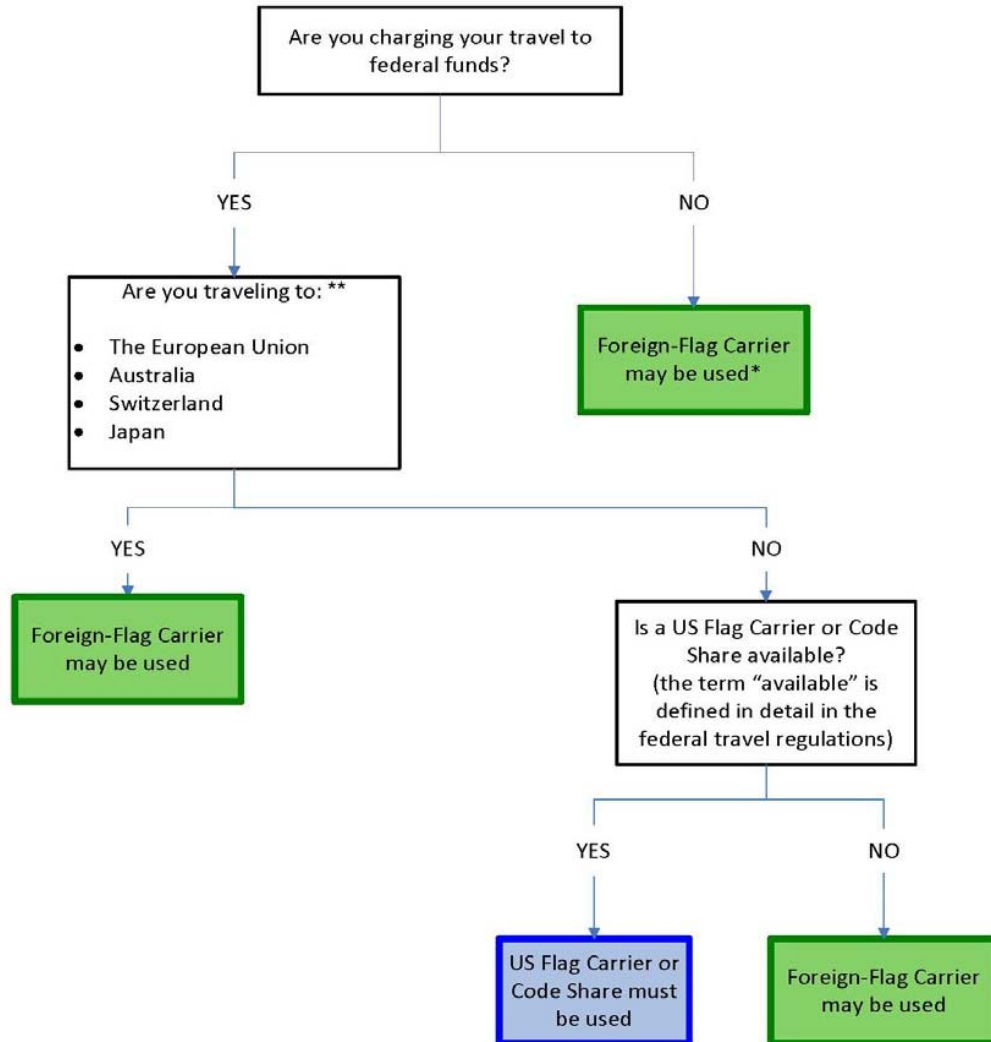 Are you charging your travel to
federal funds?
YES
NO
Are you traveling to: **
• The European Union
• Australia
• Switzerland
• Japan
Foreign-Flag Carrier
may be used*
YES
NO
Foreign-Flag Carrier
may be used
Is a US Flag Carrier or Code
Share available?
(the term “available” is
defined in detail in the
federal travel regulations)
YES
NO
US Flag Carrier or
Code Share must
be used
Foreign-Flag Carrier
may be used